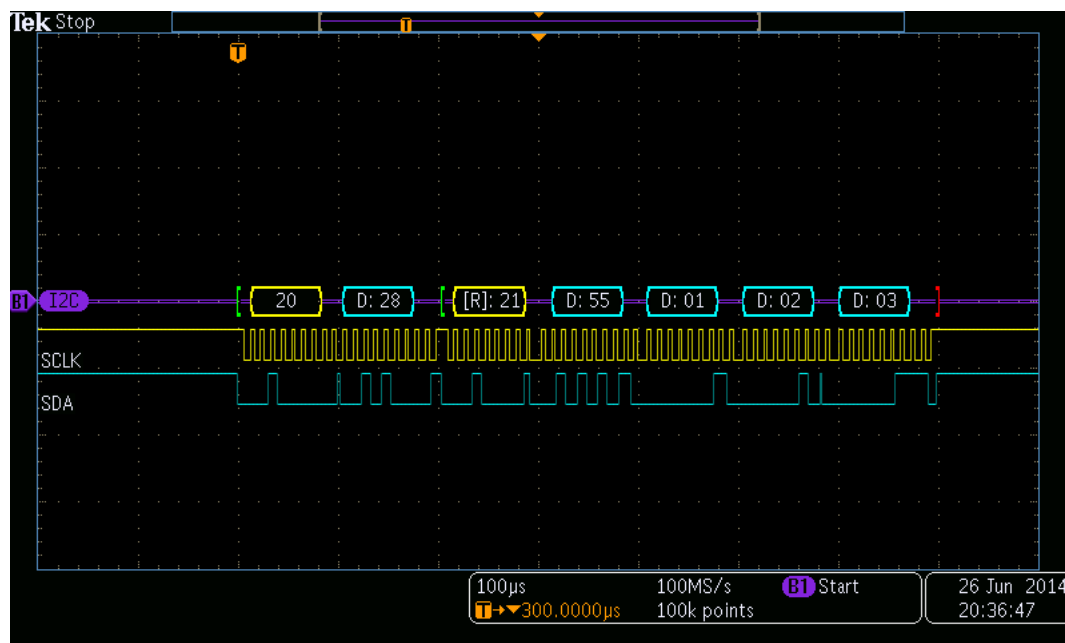 Tek Stop
T
T
B1 I2C 20 D: 28 [R]: 21 D: 55 D: 01 D: 02 D: 03
SCLK
SDA
100µs 100MS/s B1 Start 26 Jun 2014
T→▼300.0000µs 100k points 20:36:47